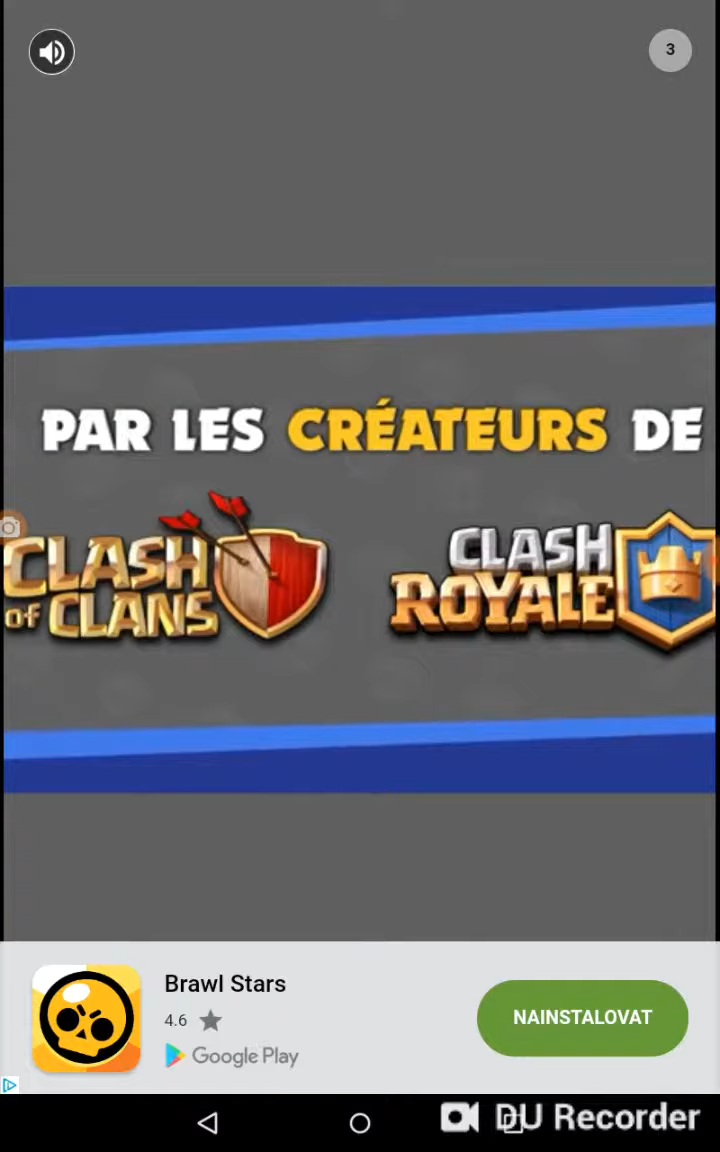 3
PAR LES CRÉATEURS DE
CLASH OF CLANS
CLASH ROYALE
Brawl Stars
4.6
Google Play
NAINSTALOVAT
DU Recorder